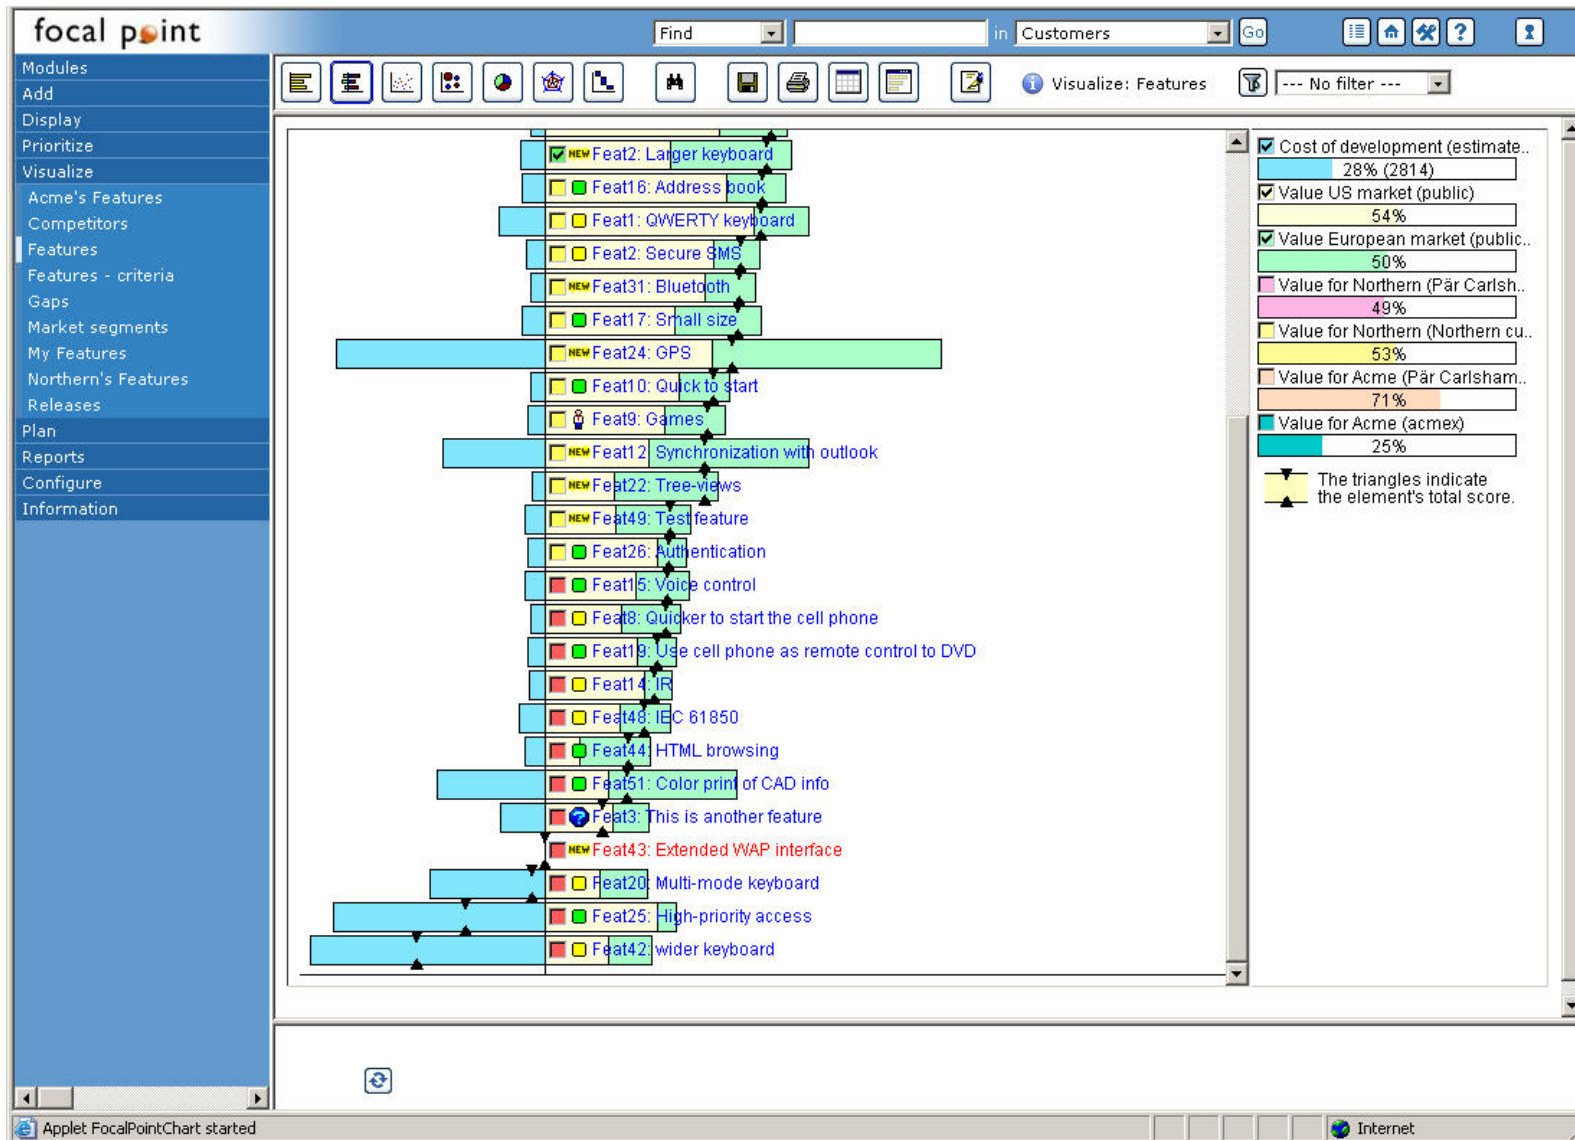 focal point
Find
in
Customers
Go
Modules
Add
Display
Prioritize
Visualize
Acme's Features
Competitors
Features
Features - criteria
Gaps
Market segments
My Features
Northern's Features
Releases
Plan
Reports
Configure
Information
Visualize: Features
--- No filter ---
NEW Feat2: Larger keyboard
Feat16: Address book
Feat1: QWERTY keyboard
Feat2: Secure SMS
NEW Feat31: Bluetooth
Feat17: Small size
NEW Feat24: GPS
Feat10: Quick to start
Feat9: Games
NEW Feat12 Synchronization with outlook
NEW Feat22: Tree-views
NEW Feat49: Test feature
Feat26: Authentication
Feat15: Voice control
Feat8: Quicker to start the cell phone
Feat19: Use cell phone as remote control to DVD
Feat14: IR
Feat48: IEC 61850
Feat44: HTML browsing
Feat51: Color print of CAD info
Feat3: This is another feature
NEW Feat43: Extended WAP interface
Feat20: Multi-mode keyboard
Feat25: High-priority access
Feat42: wider keyboard
Cost of development (estimate..
28% (2814)
Value US market (public)
54%
Value European market (public..
50%
Value for Northern (Pär Carlsh..
49%
Value for Northern (Northern cu..
53%
Value for Acme (Pär Carlsham..
71%
Value for Acme (acmex)
25%
The triangles indicate
the element's total score.
Applet FocalPointChart started
Internet